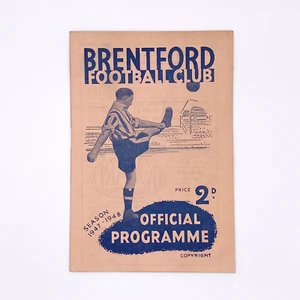 BRENTFORD
FOOTBALL CLUB
PRICE 2D.
SEASON
1947-1948
OFFICIAL
PROGRAMME
COPYRIGHT